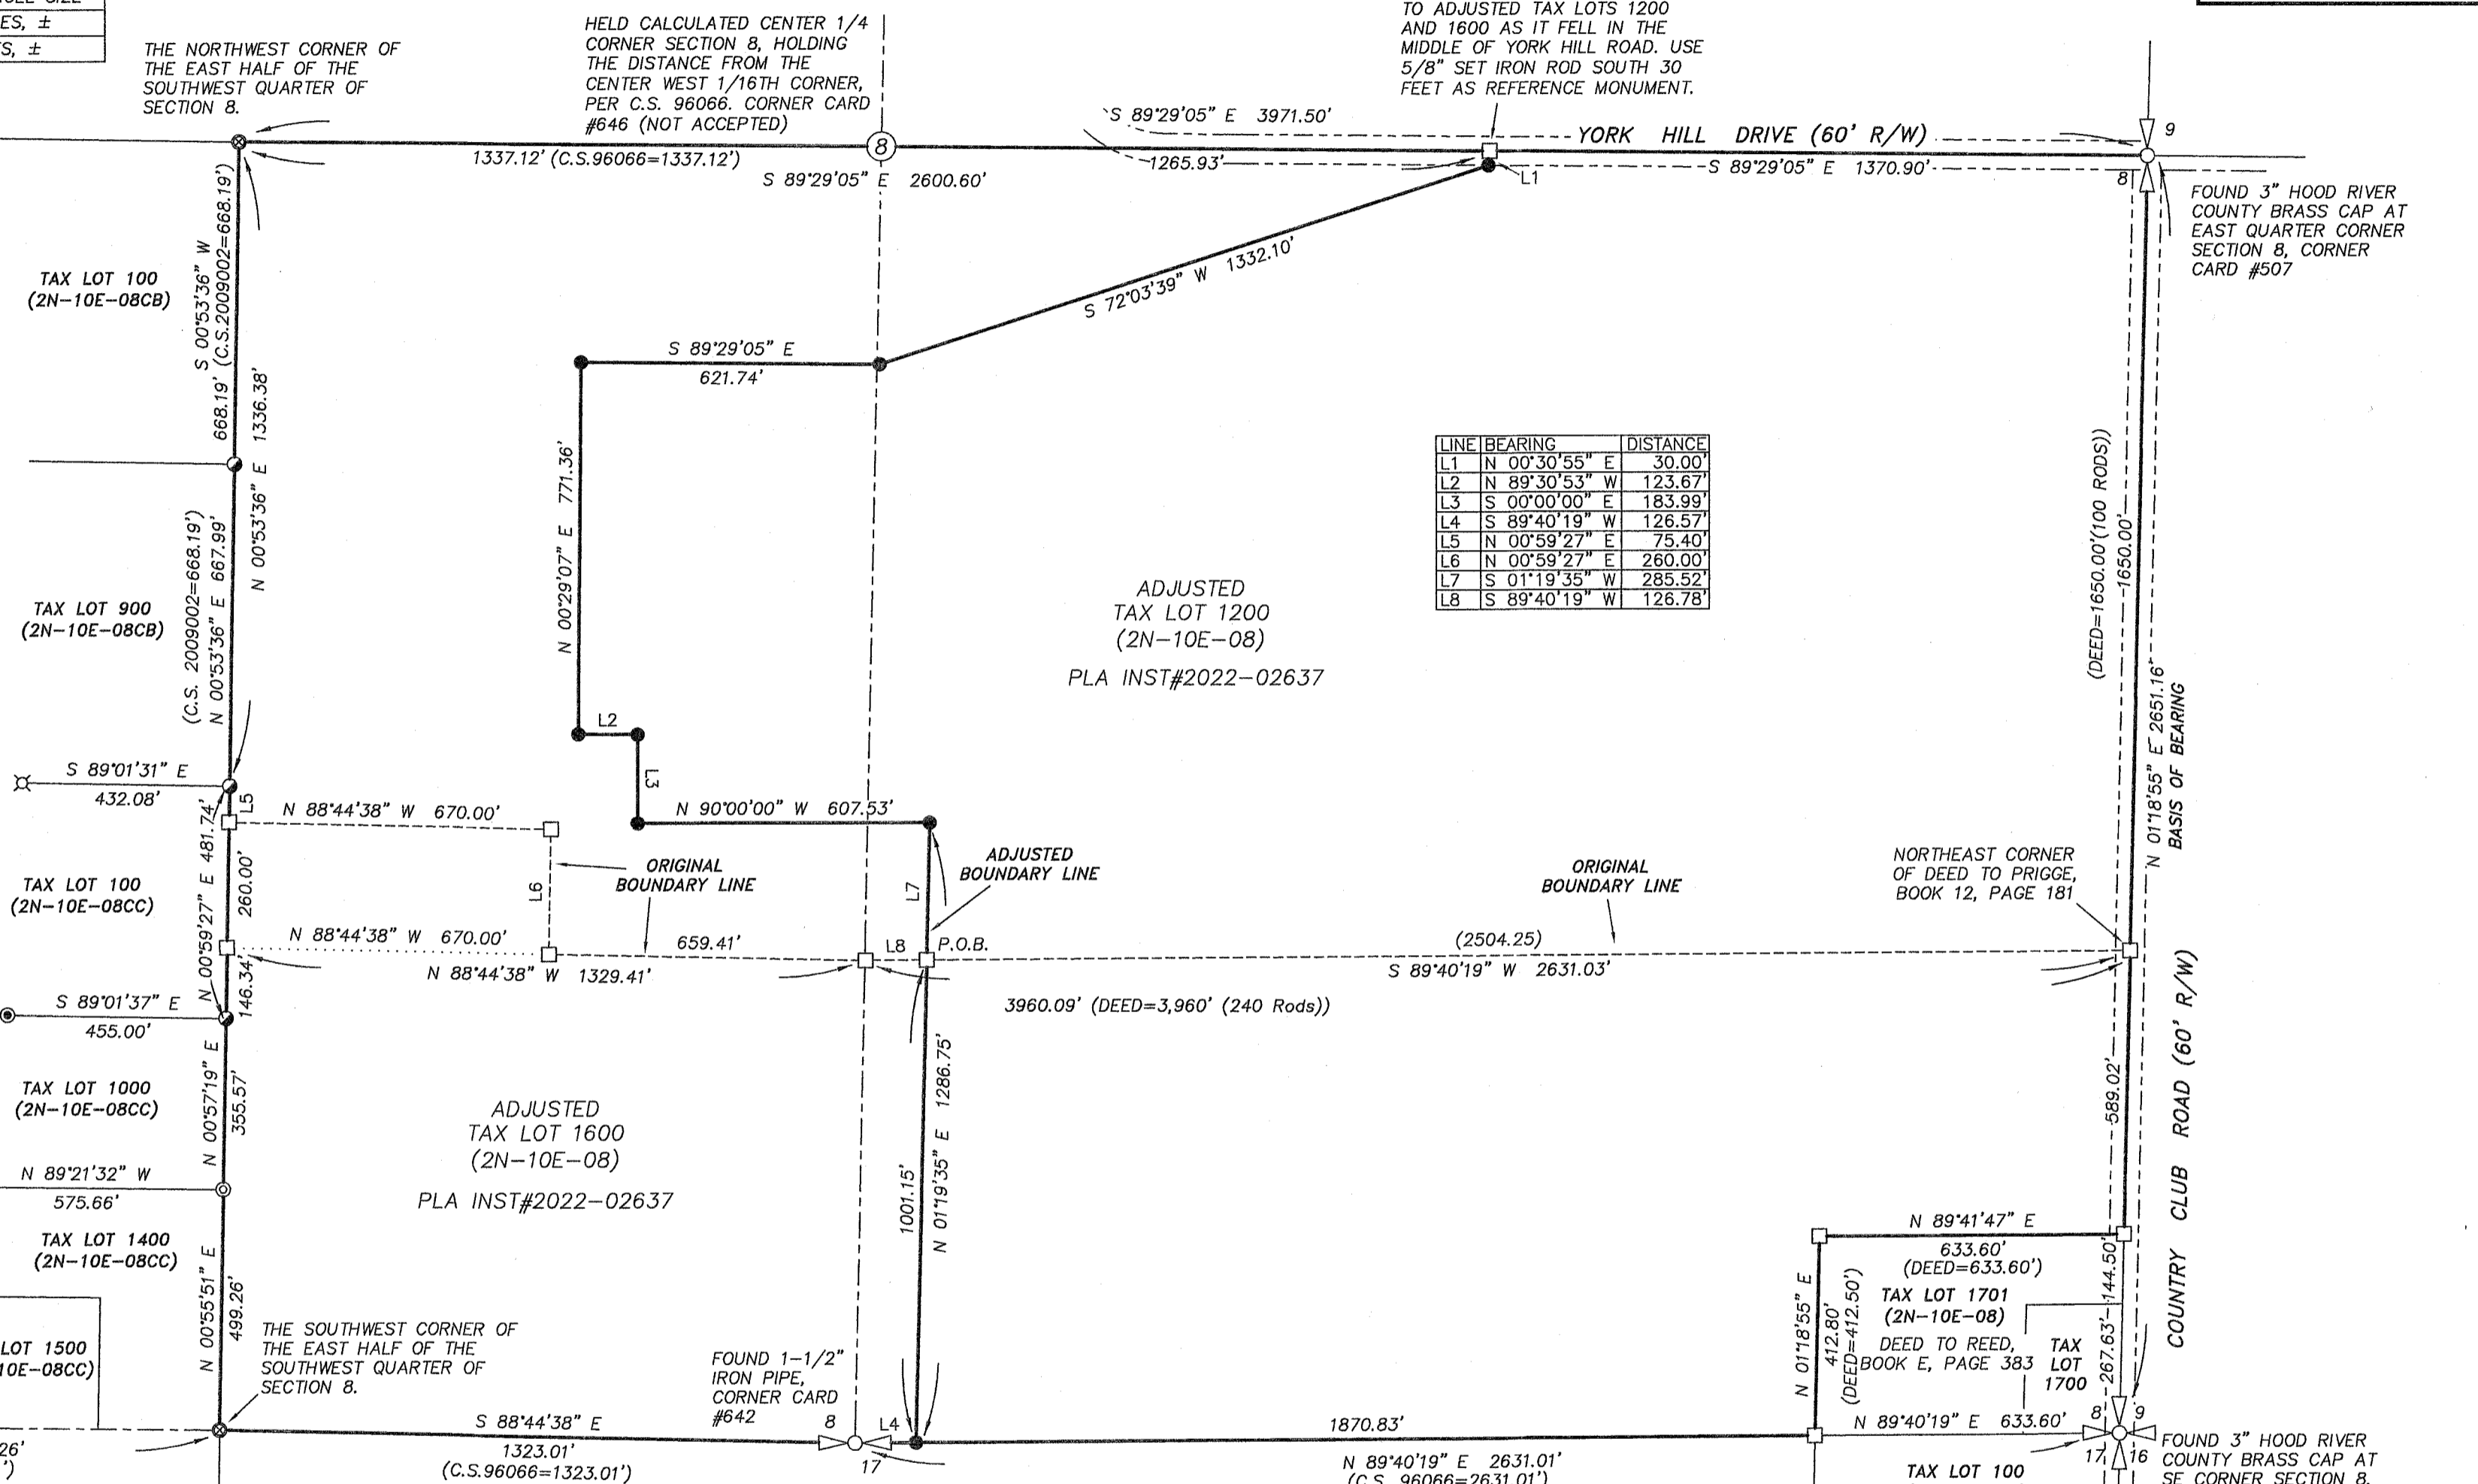 ES, ±
S, ±
THE NORTHWEST CORNER OF
THE EAST HALF OF THE
SOUTHWEST QUARTER OF
SECTION 8.
HELD CALCULATED CENTER 1/4
CORNER SECTION 8, HOLDING
THE DISTANCE FROM THE
CENTER WEST 1/16TH CORNER,
PER C.S. 96066. CORNER CARD
#646 (NOT ACCEPTED)
TO ADJUSTED TAX LOTS 1200
AND 1600 AS IT FELL IN THE
MIDDLE OF YORK HILL ROAD. USE
5/8" SET IRON ROD SOUTH 30
FEET AS REFERENCE MONUMENT.
S 89°29'05" E 3971.50'
YORK HILL DRIVE (60' R/W)
9
8
1337.12' (C.S.96066=1337.12')
S 89°29'05" E 2600.60'
1265.93'
L1
S 89°29'05" E 1370.90'
8
FOUND 3" HOOD RIVER
COUNTY BRASS CAP AT
EAST QUARTER CORNER
SECTION 8, CORNER
CARD #507
TAX LOT 100
(2N-10E-08CB)
S 00°53'36" W
668.19' (C.S.2009002=668.19')
N 00°53'36" E 1336.38'
S 72°03'39" W 1332.10'
S 89°29'05" E
621.74'
N 00°29'07" E 771.36'
LINE BEARING DISTANCE
L1 N 00°30'55" E 30.00'
L2 N 89°30'53" W 123.67'
L3 S 00°00'00" E 183.99'
L4 S 89°40'19" W 126.57'
L5 N 00°59'27" E 75.40'
L6 N 00°59'27" E 260.00'
L7 S 01°19'35" W 285.52'
L8 S 89°40'19" W 126.78'
(DEED=1650.00'(100 RODS))
1650.00'
N 01°18'55" E 2651.16'
BASIS OF BEARING
TAX LOT 900
(2N-10E-08CB)
(C.S. 2009002=668.19')
N 00°53'36" E 667.99'
ADJUSTED
TAX LOT 1200
(2N-10E-08)
PLA INST#2022-02637
L2
L3
S 89°01'31" E
432.08'
L5
N 88°44'38" W 670.00'
N 90°00'00" W 607.53'
ORIGINAL
BOUNDARY LINE
ADJUSTED
BOUNDARY LINE
ORIGINAL
BOUNDARY LINE
NORTHEAST CORNER
OF DEED TO PRIGGE,
BOOK 12, PAGE 181
TAX LOT 100
(2N-10E-08CC)
N 00°59'27" E 481.74'
260.00'
L6
L7
N 88°44'38" W 670.00'
659.41'
L8
P.O.B.
(2504.25)
N 88°44'38" W 1329.41'
S 89°40'19" W 2631.03'
146.34'
S 89°01'37" E
455.00'
3960.09' (DEED=3,960' (240 Rods))
COUNTRY CLUB ROAD (60' R/W)
589.02'
TAX LOT 1000
(2N-10E-08CC)
N 00°57'19" E
355.57'
ADJUSTED
TAX LOT 1600
(2N-10E-08)
PLA INST#2022-02637
1001.15'
N 01°19'35" E 1286.75'
N 89°21'32" W
575.66'
TAX LOT 1400
(2N-10E-08CC)
N 00°55'51" E
499.26'
N 89°41'47" E
633.60'
(DEED=633.60')
144.50'
TAX LOT 1701
(2N-10E-08)
DEED TO REED,
BOOK E, PAGE 383
N 01°18'55" E
412.80'
(DEED=412.50')
TAX
LOT
1700
267.63'
LOT 1500
10E-08CC)
THE SOUTHWEST CORNER OF
THE EAST HALF OF THE
SOUTHWEST QUARTER OF
SECTION 8.
FOUND 1-1/2"
IRON PIPE,
CORNER CARD
#642
8
L4
17
S 88°44'38" E
1323.01'
(C.S.96066=1323.01')
1870.83'
N 89°40'19" E 2631.01'
(C.S. 96066=2631.01')
N 89°40'19" E 633.60'
8
9
17
16
FOUND 3" HOOD RIVER
COUNTY BRASS CAP AT
SE CORNER SECTION 8,
TAX LOT 100
26'
')